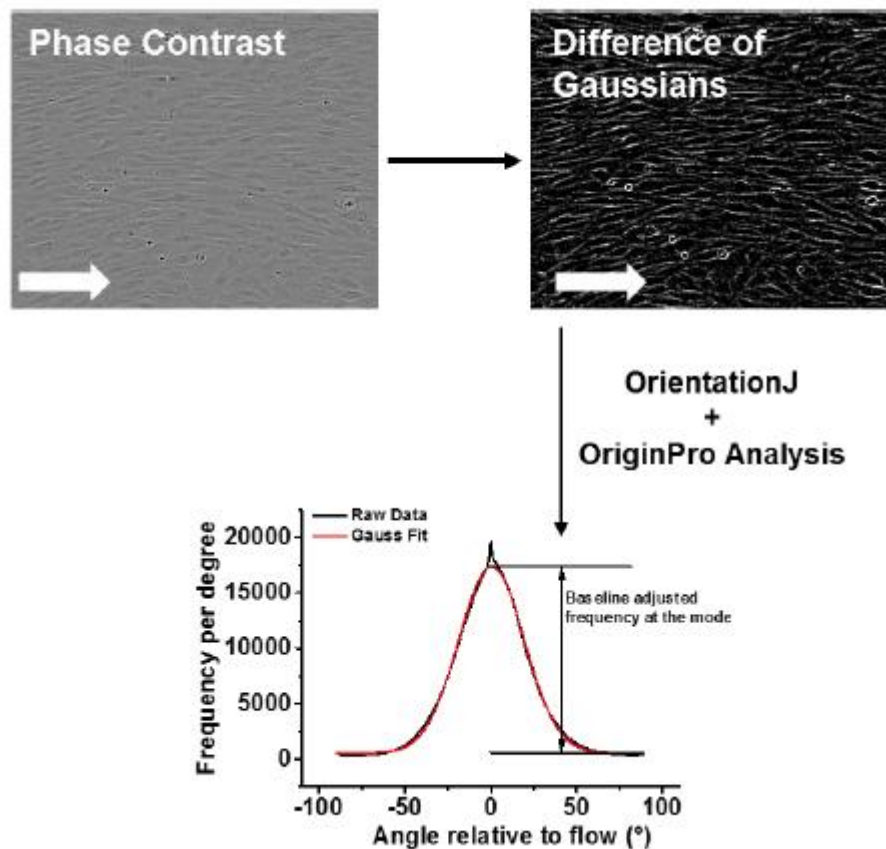 Phase Contrast
Difference of
Gaussians
OrientationJ
+
OriginPro Analysis
Raw Data
Gauss Fit
20000
15000
10000
5000
0
Frequency per degree
Baseline adjusted
frequency at the mode
-100
-50
0
50
100
Angle relative to flow (°)